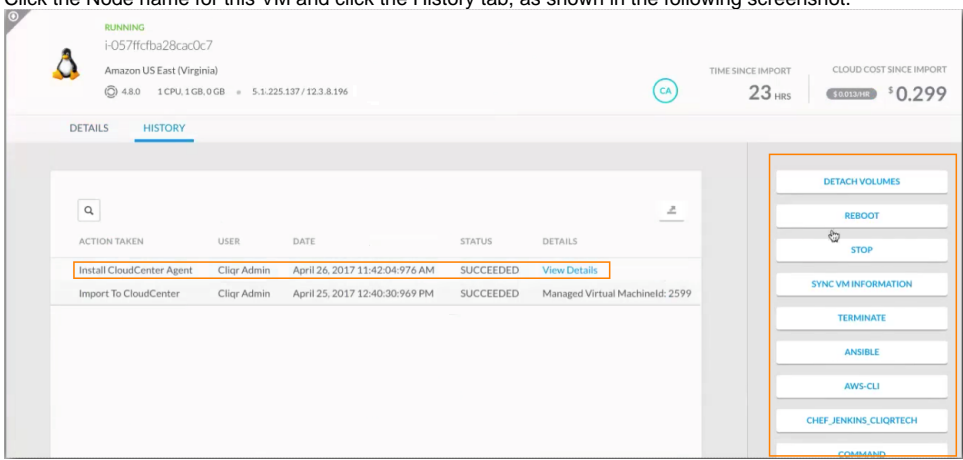 Click the Node name for this VM and click the History tab, as shown in the following screenshot.
RUNNING
i-057ffcfba28cac0c7
Amazon US East (Virginia)
4.8.0 1 CPU, 1 GB, 0 GB 5.1.225.137 / 12.3.8.196
CA
TIME SINCE IMPORT
23 HRS
CLOUD COST SINCE IMPORT
$0.013/HR $0.299
DETAILS HISTORY
ACTION TAKEN USER DATE STATUS DETAILS
Install CloudCenter Agent Cliqr Admin April 26, 2017 11:42:04:976 AM SUCCEEDED View Details
Import To CloudCenter Cliqr Admin April 25, 2017 12:40:30:969 PM SUCCEEDED Managed Virtual MachineId: 2599
DETACH VOLUMES
REBOOT
STOP
SYNC VM INFORMATION
TERMINATE
ANSIBLE
AWS-CLI
CHEF_JENKINS_CLIQRTECH
COMMAND